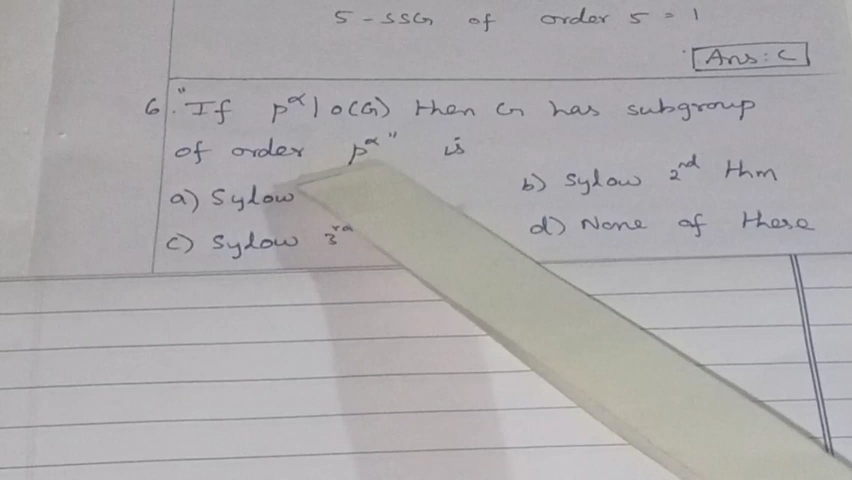 5-SSG of order 5 = 1
Ans: C
6. "If p^α | o(G) then G has subgroup
of order p^α" is
a) Sylow
b) Sylow 2nd thm
c) Sylow 3rd
d) None of these